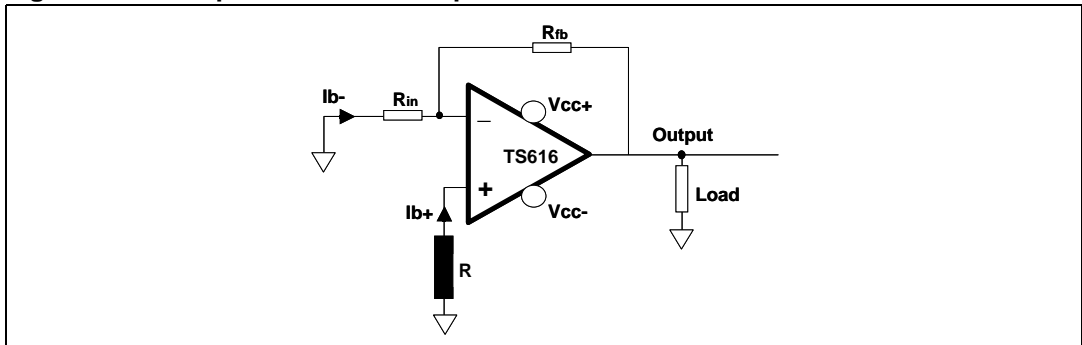 Rfb
Ib-
Rin
Vcc+
−
Output
TS616
+
Load
Ib+
Vcc-
R